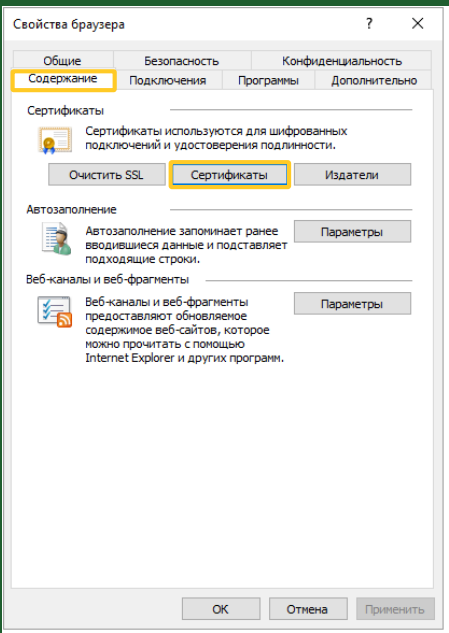 Свойства браузера ?
Общие Безопасность Конфиденциальность
Содержание Подключения Программы Дополнительно
Сертификаты
Сертификаты используются для шифрованных
подключений и удостоверения подлинности.
Очистить SSL Сертификаты Издатели
Автозаполнение
Автозаполнение запоминает ранее
вводившиеся данные и подставляет
подходящие строки.
Параметры
Веб-каналы и веб-фрагменты
Веб-каналы и веб-фрагменты
предоставляют обновляемое
содержимое веб-сайтов, которое
можно прочитать с помощью
Internet Explorer и других программ.
Параметры
ОК Отмена Применить